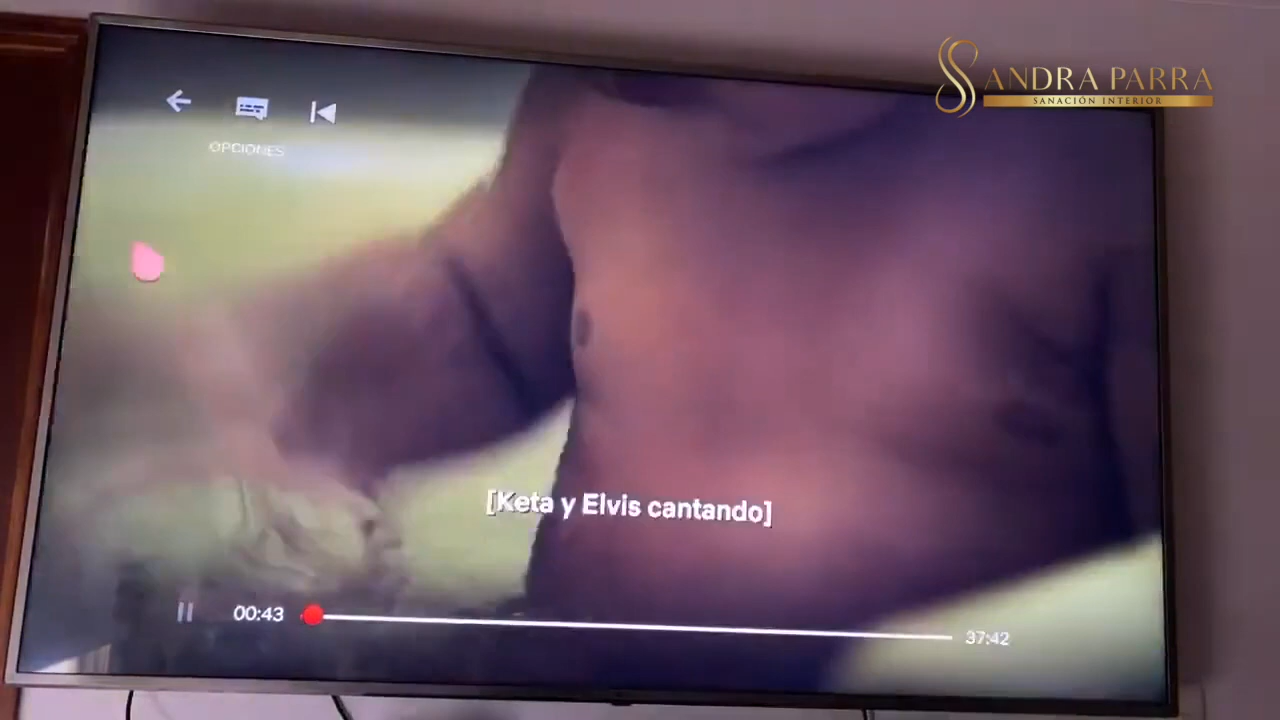 SANDRA PARRA
SANACIÓN INTERIOR
OPCIONES
[Keta y Elvis cantando]
00:43
37:42